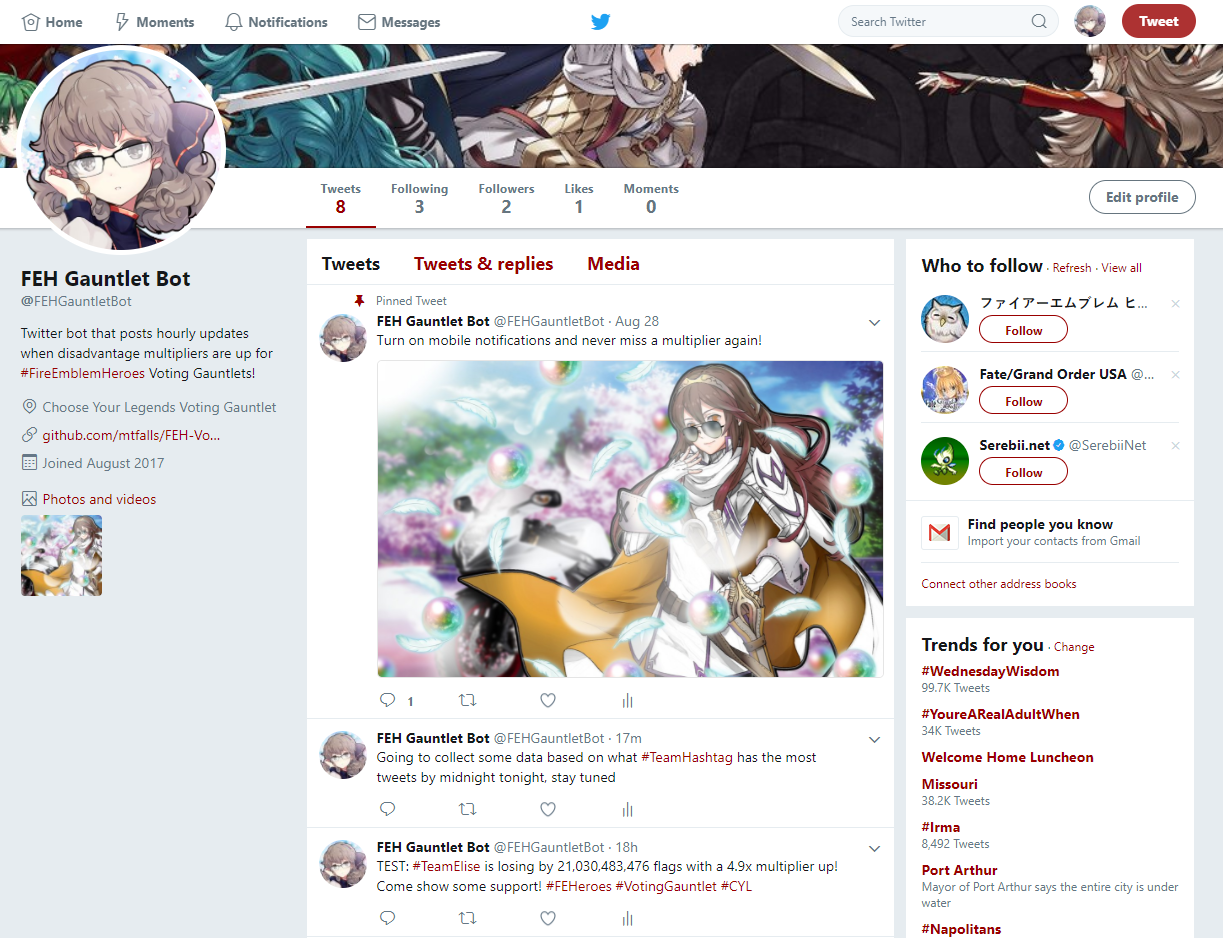 Home
Moments
Notifications
Messages
Search Twitter
Tweet
Tweets
8
Following
3
Followers
2
Likes
1
Moments
0
Edit profile
FEH Gauntlet Bot
@FEHGauntletBot
Twitter bot that posts hourly updates
when disadvantage multipliers are up for
#FireEmblemHeroes Voting Gauntlets!
Choose Your Legends Voting Gauntlet
github.com/mtfalls/FEH-Vo...
Joined August 2017
Photos and videos
Tweets
Tweets & replies
Media
Pinned Tweet
FEH Gauntlet Bot @FEHGauntletBot · Aug 28
Turn on mobile notifications and never miss a multiplier again!
1
FEH Gauntlet Bot @FEHGauntletBot · 17m
Going to collect some data based on what #TeamHashtag has the most
tweets by midnight tonight, stay tuned
FEH Gauntlet Bot @FEHGauntletBot · 18h
TEST: #TeamElise is losing by 21,030,483,476 flags with a 4.9x multiplier up!
Come show some support! #FEHeroes #VotingGauntlet #CYL
Who to follow · Refresh · View all
ファイアーエムブレム ヒ...
Follow
Fate/Grand Order USA @...
Follow
Serebii.net @SerebiiNet
Follow
Find people you know
Import your contacts from Gmail
Connect other address books
Trends for you · Change
#WednesdayWisdom
99.7K Tweets
#YoureARealAdultWhen
34K Tweets
Welcome Home Luncheon
Missouri
38.2K Tweets
#Irma
8,492 Tweets
Port Arthur
Mayor of Port Arthur says the entire city is under
water
#Napolitans